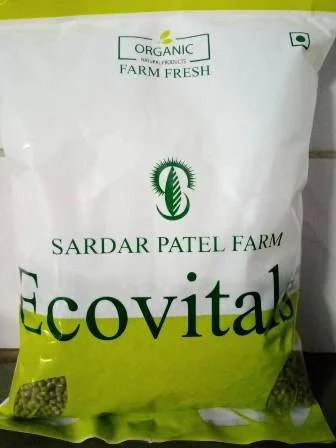 ORGANIC
NATURAL PRODUCTS
FARM FRESH
SARDAR PATEL FARM
Ecovitals